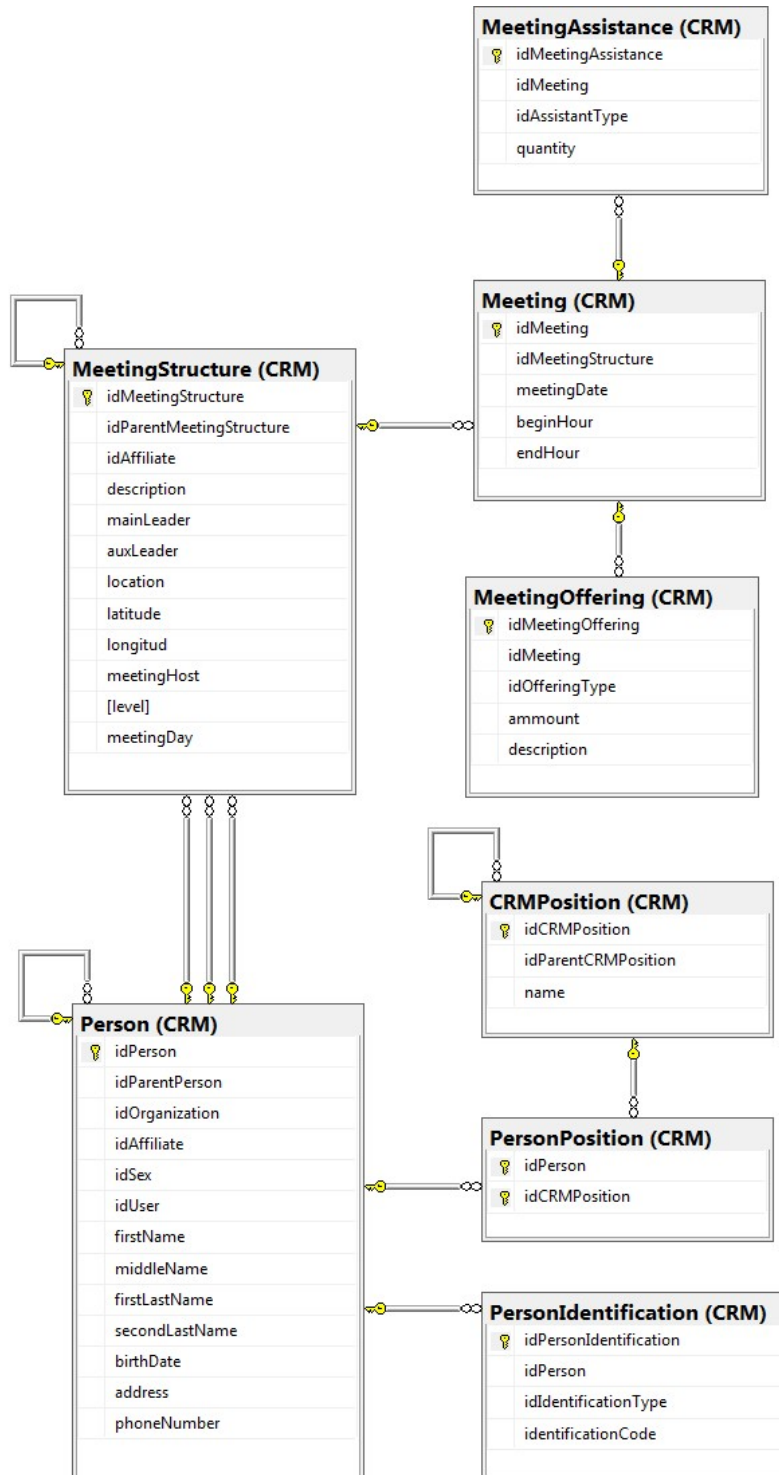 MeetingAssistance (CRM)
idMeetingAssistance
idMeeting
idAssistantType
quantity
Meeting (CRM)
idMeeting
idMeetingStructure
meetingDate
beginHour
endHour
MeetingStructure (CRM)
idMeetingStructure
idParentMeetingStructure
idAffiliate
description
mainLeader
auxLeader
location
latitude
longitud
meetingHost
[level]
meetingDay
MeetingOffering (CRM)
idMeetingOffering
idMeeting
idOfferingType
ammount
description
CRMPosition (CRM)
idCRMPosition
idParentCRMPosition
name
Person (CRM)
idPerson
idParentPerson
idOrganization
idAffiliate
idSex
idUser
firstName
middleName
firstLastName
secondLastName
birthDate
address
phoneNumber
PersonPosition (CRM)
idPerson
idCRMPosition
PersonIdentification (CRM)
idPersonIdentification
idPerson
idIdentificationType
identificationCode